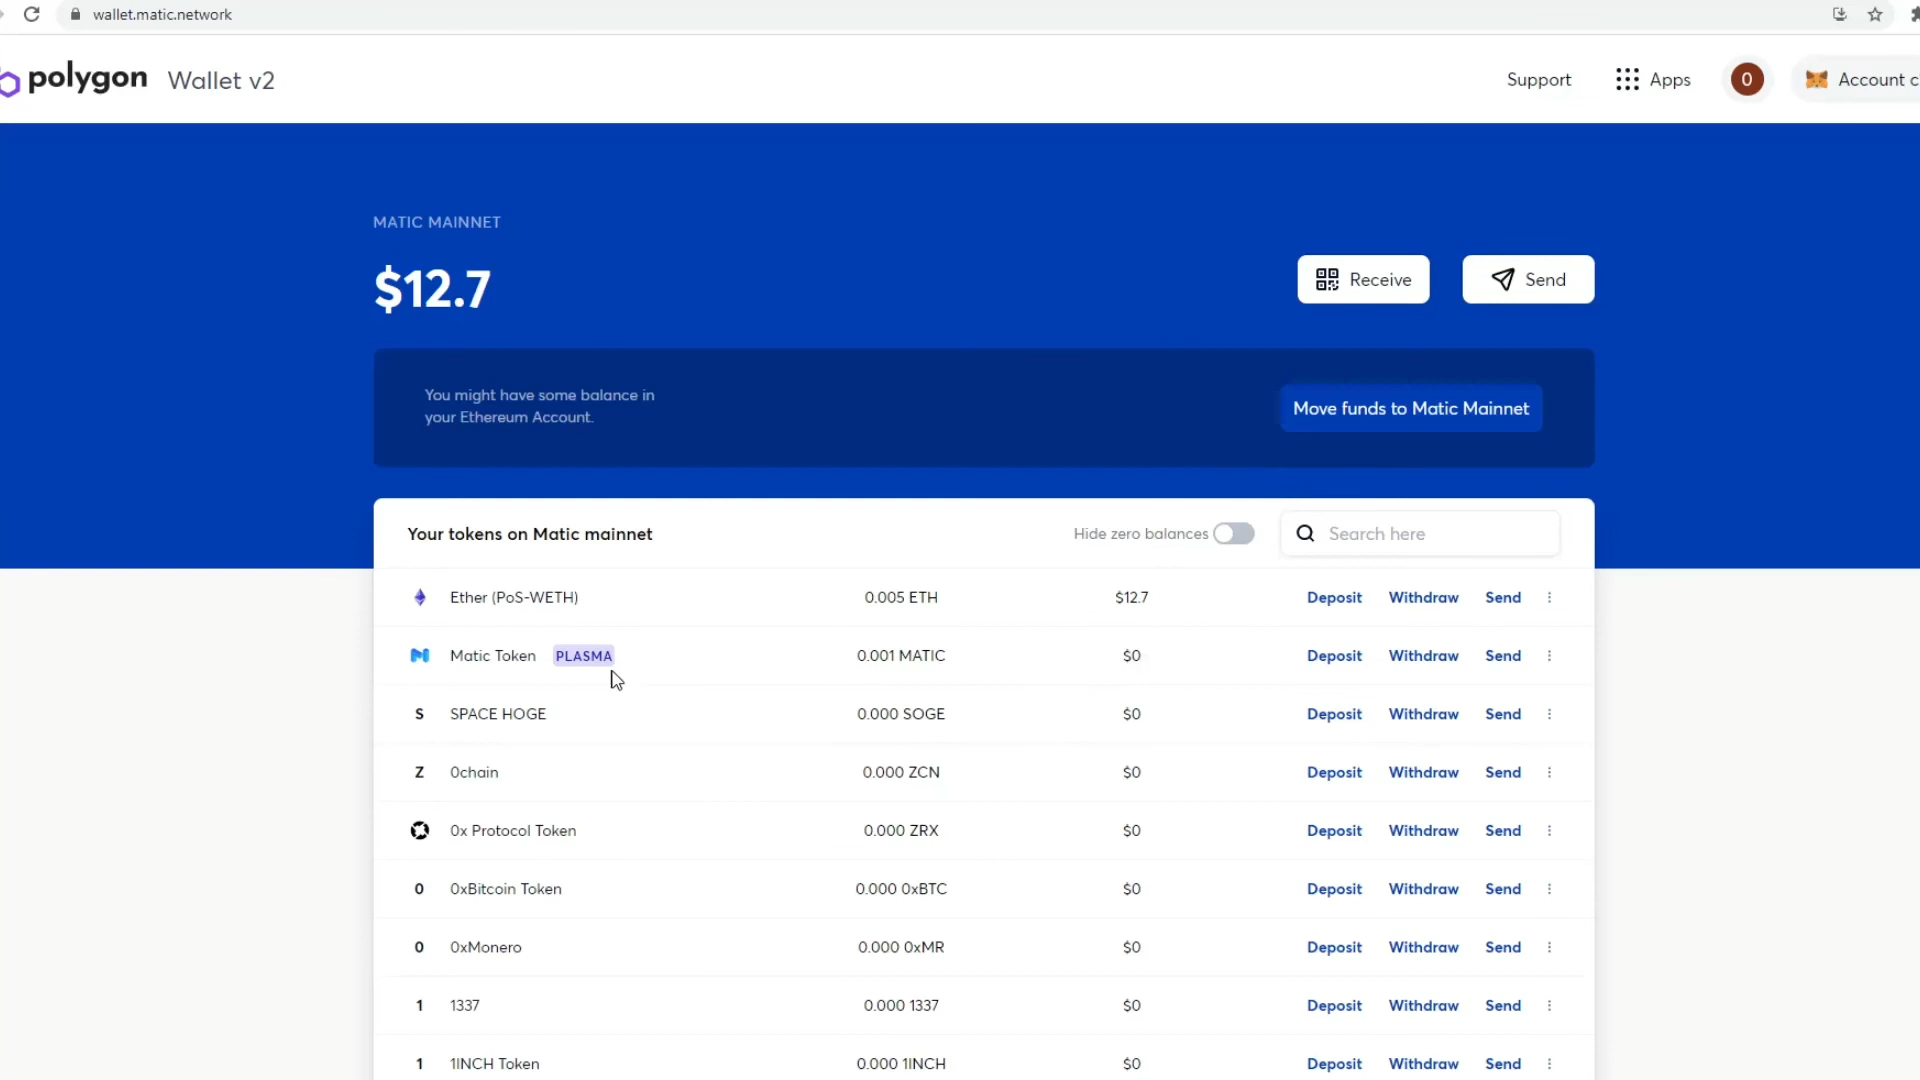 wallet.matic.network
polygon Wallet v2
Support Apps 0 Account c
MATIC MAINNET
$12.7
Receive Send
You might have some balance in
your Ethereum Account.
Move funds to Matic Mainnet
Your tokens on Matic mainnet Hide zero balances Search here
Ether (PoS-WETH) 0.005 ETH $12.7 Deposit Withdraw Send
Matic Token PLASMA 0.001 MATIC $0 Deposit Withdraw Send
S SPACE HOGE 0.000 SOGE $0 Deposit Withdraw Send
Z 0chain 0.000 ZCN $0 Deposit Withdraw Send
0x Protocol Token 0.000 ZRX $0 Deposit Withdraw Send
0 0xBitcoin Token 0.000 0xBTC $0 Deposit Withdraw Send
0 0xMonero 0.000 0xMR $0 Deposit Withdraw Send
1 1337 0.000 1337 $0 Deposit Withdraw Send
1 1INCH Token 0.000 1INCH $0 Deposit Withdraw Send